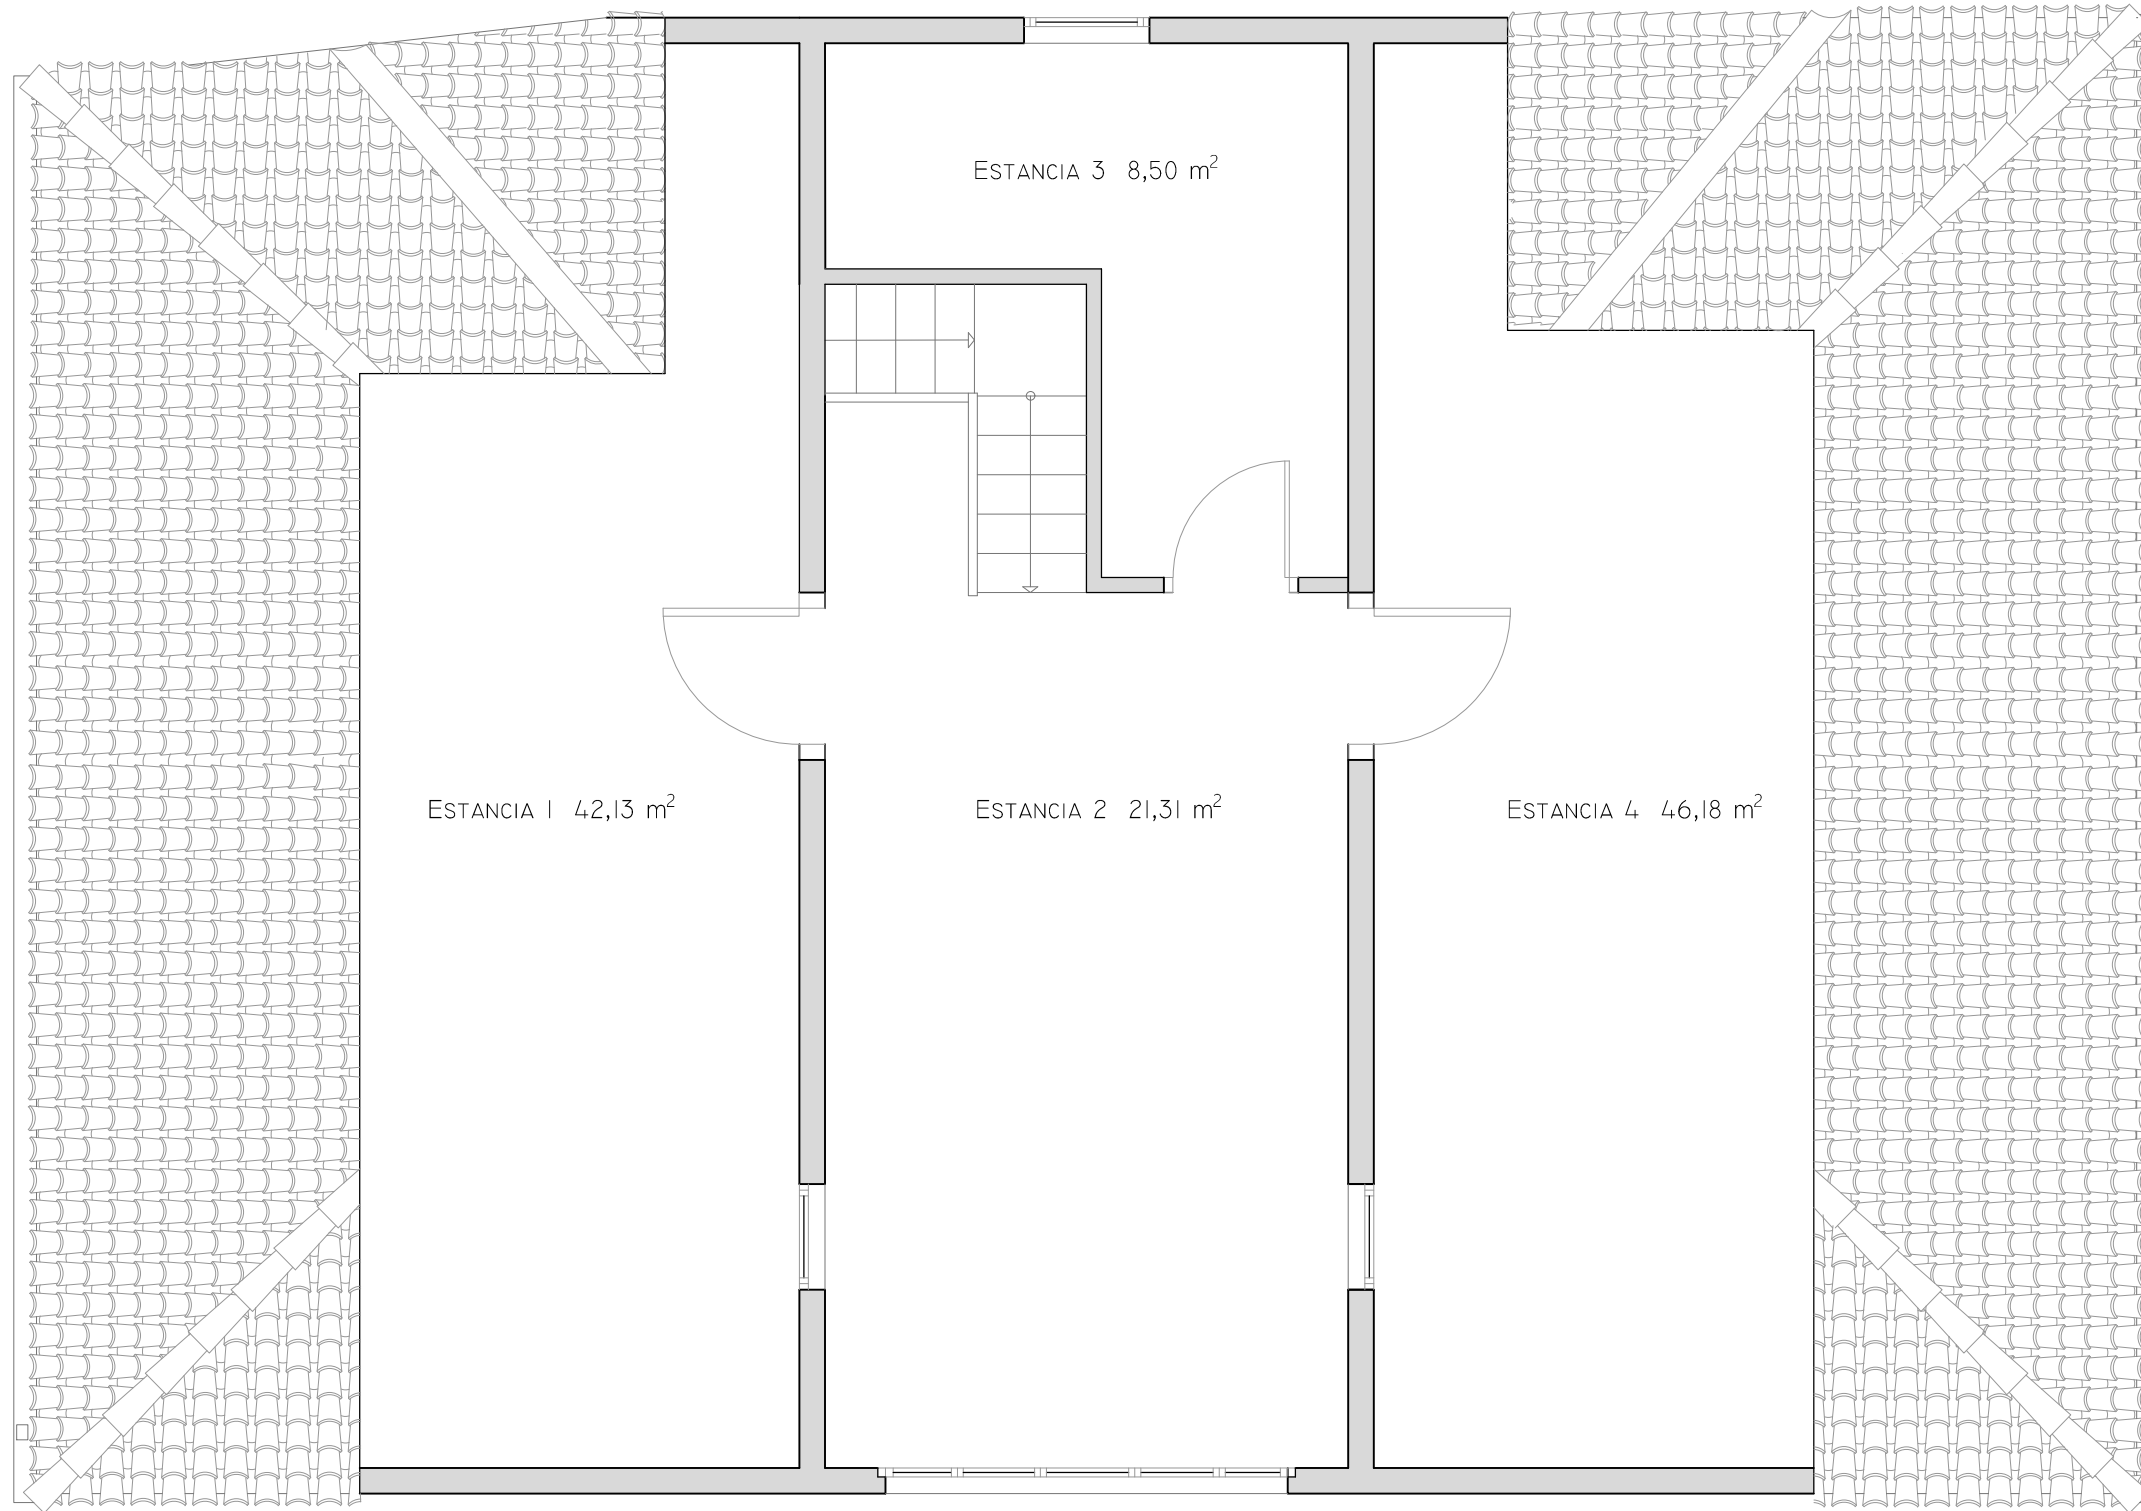 ESTANCIA 3 8,50 m²
ESTANCIA 1 42,13 m²
ESTANCIA 2 21,31 m²
ESTANCIA 4 46,18 m²